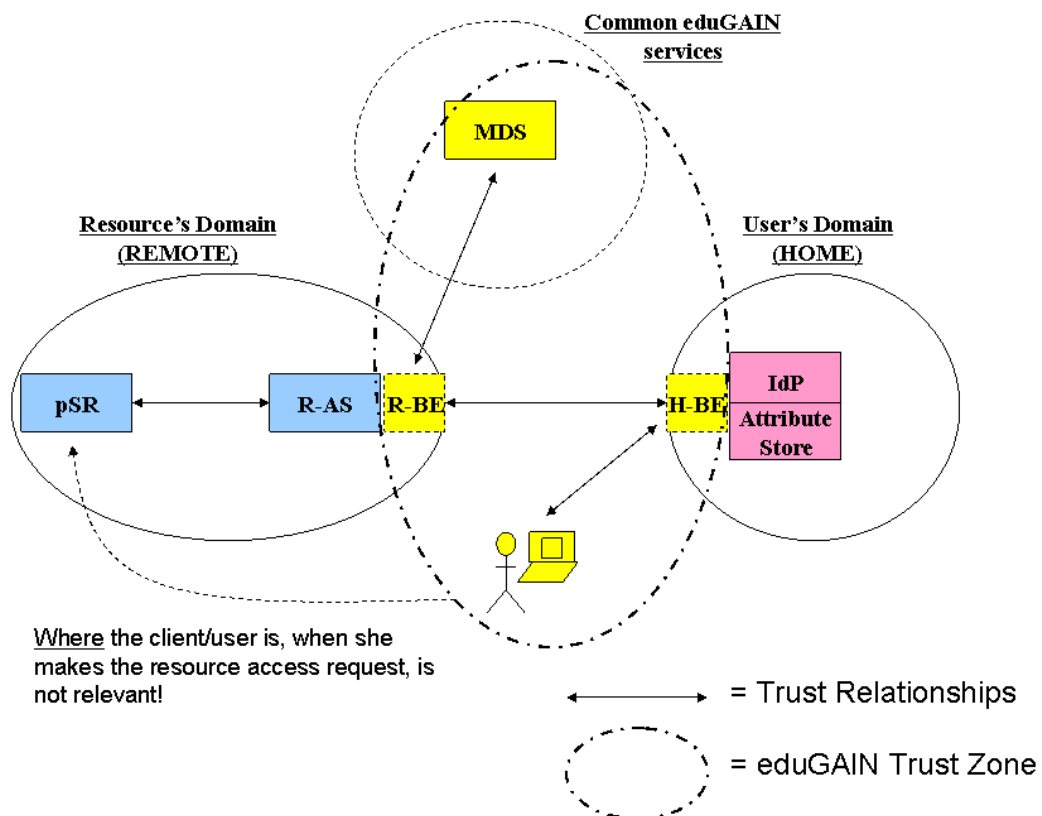 Common eduGAIN
services
MDS
Resource's Domain
(REMOTE)
User's Domain
(HOME)
pSR
R-AS
R-BE
H-BE
IdP
Attribute
Store
Where the client/user is, when she
makes the resource access request, is
not relevant!
= Trust Relationships
= eduGAIN Trust Zone